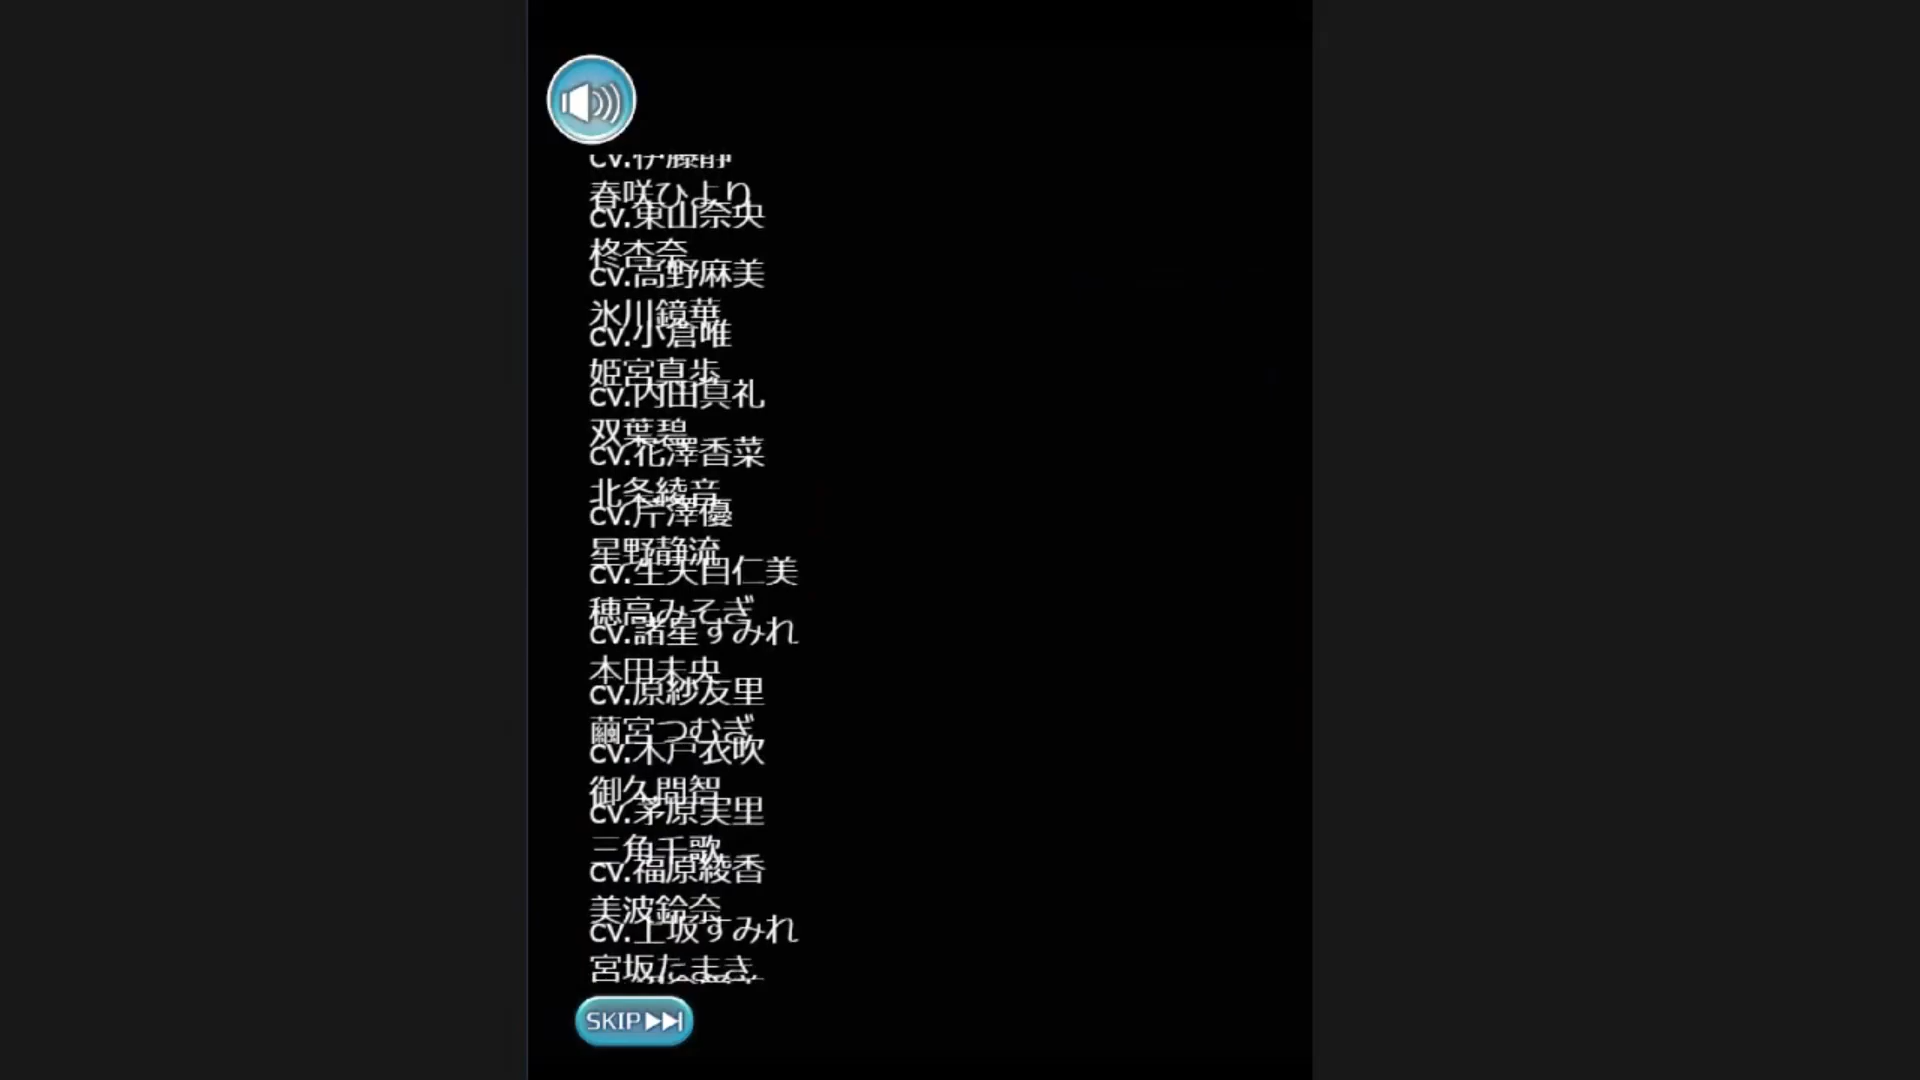 cv.伊藤静
春咲ひより
cv.東山奈央
柊杏奈
cv.高野麻美
氷川鏡華
cv.小倉唯
姫宮真歩
cv.内田真礼
双葉碧
cv.花澤香菜
北条綾音
cv.芹澤優
星野静流
cv.生天目仁美
穂高みそぎ
cv.諸星すみれ
本田未央
cv.原紗友里
繭宮つむぎ
cv.木戸衣吹
御久間智
cv.茅原実里
三角千歌
cv.福原綾香
美波鈴奈
cv.上坂すみれ
宮坂たまき
SKIP